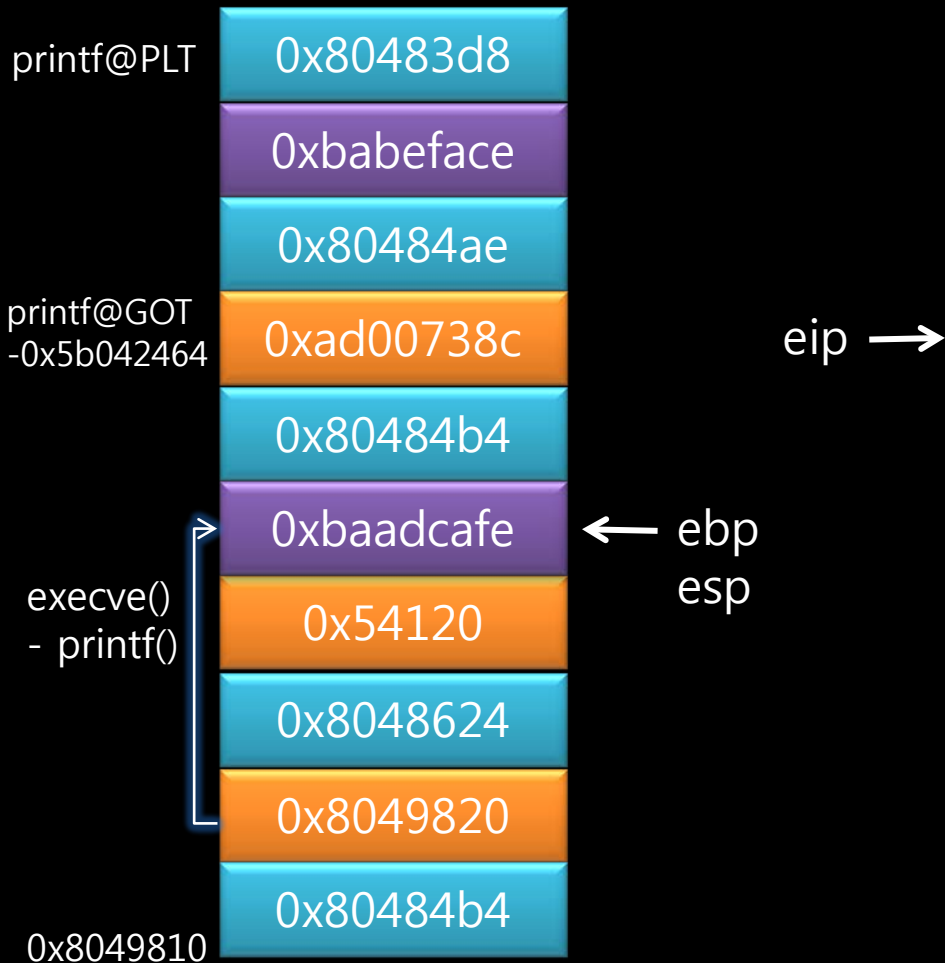 printf@PLT
0x80483d8
0xbabeface
0x80484ae
printf@GOT
-0x5b042464
0xad00738c
eip
0x80484b4
0xbaadcafe
ebp
esp
execve()
- printf()
0x54120
0x8048624
0x8049820
0x80484b4
0x8049810